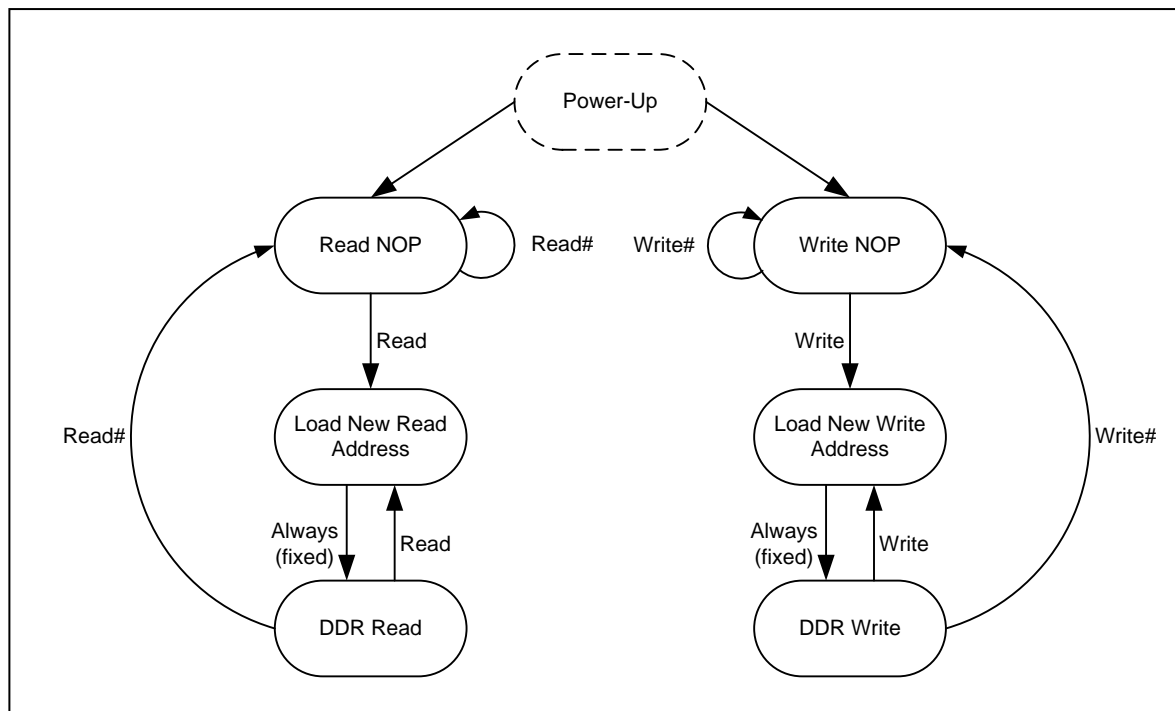 Power-Up
Read NOP
Read#
Write#
Write NOP
Read
Write
Load New Read
Address
Load New Write
Address
Read#
Write#
Always
(fixed)
Read
Always
(fixed)
Write
DDR Read
DDR Write